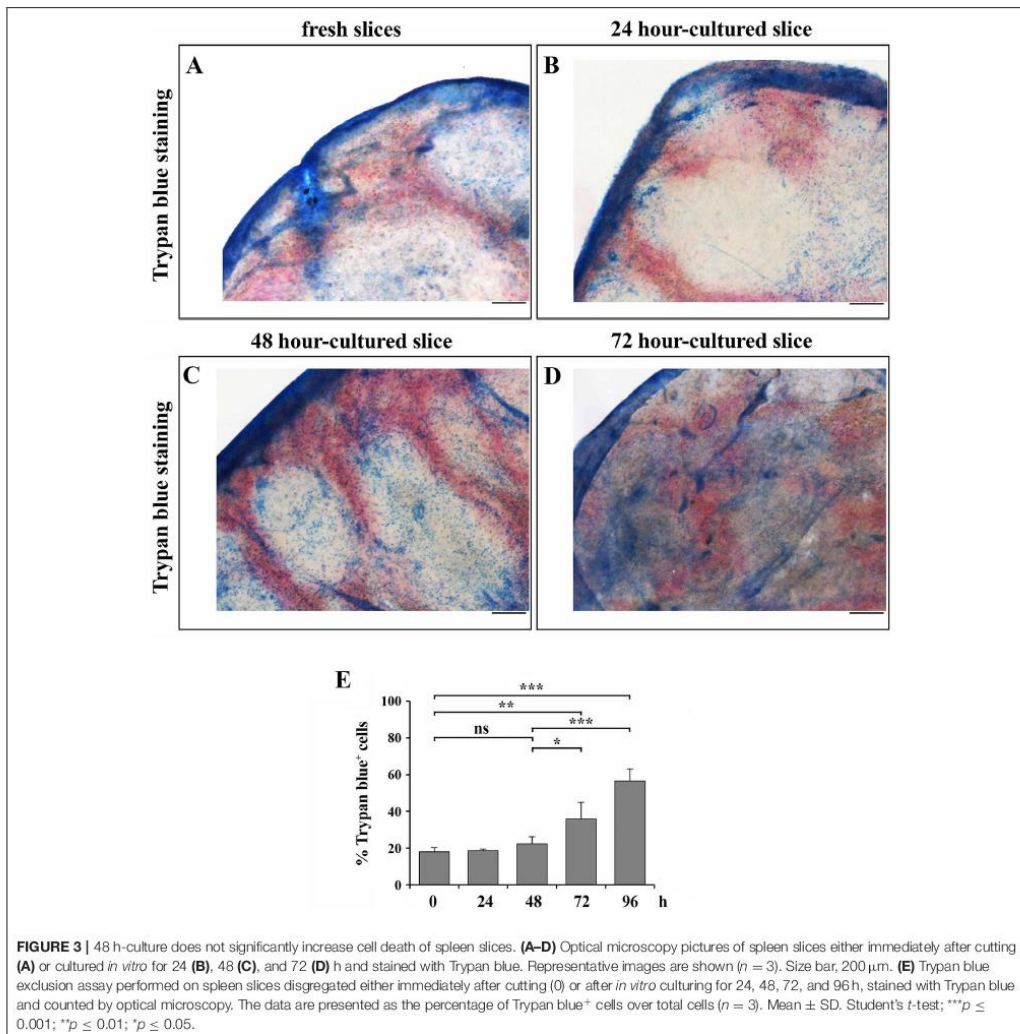 fresh slices
24 hour-cultured slice
A
B
Trypan blue staining
48 hour-cultured slice
72 hour-cultured slice
C
D
Trypan blue staining
E
% Trypan blue⁺ cells
100
80
60
40
20
0
***
**
ns
***
*
0 24 48 72 96 h
FIGURE 3 | 48 h-culture does not significantly increase cell death of spleen slices. (A–D) Optical microscopy pictures of spleen slices either immediately after cutting
(A) or cultured in vitro for 24 (B), 48 (C), and 72 (D) h and stained with Trypan blue. Representative images are shown (n = 3). Size bar, 200 μm. (E) Trypan blue
exclusion assay performed on spleen slices disgregated either immediately after cutting (0) or after in vitro culturing for 24, 48, 72, and 96 h, stained with Trypan blue
and counted by optical microscopy. The data are presented as the percentage of Trypan blue⁺ cells over total cells (n = 3). Mean ± SD. Student's t-test; ***p ≤
0.001; **p ≤ 0.01; *p ≤ 0.05.